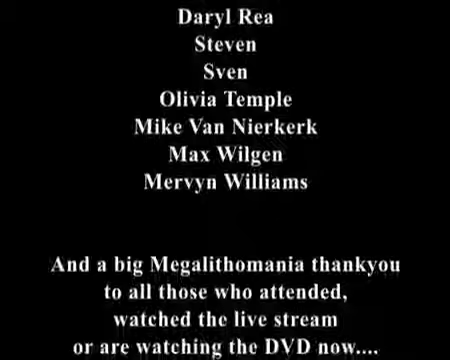 Daryl Rea
Steven
Sven
Olivia Temple
Mike Van Nierkerk
Max Wilgen
Mervyn Williams
And a big Megalithomania thankyou
to all those who attended,
watched the live stream
or are watching the DVD now....